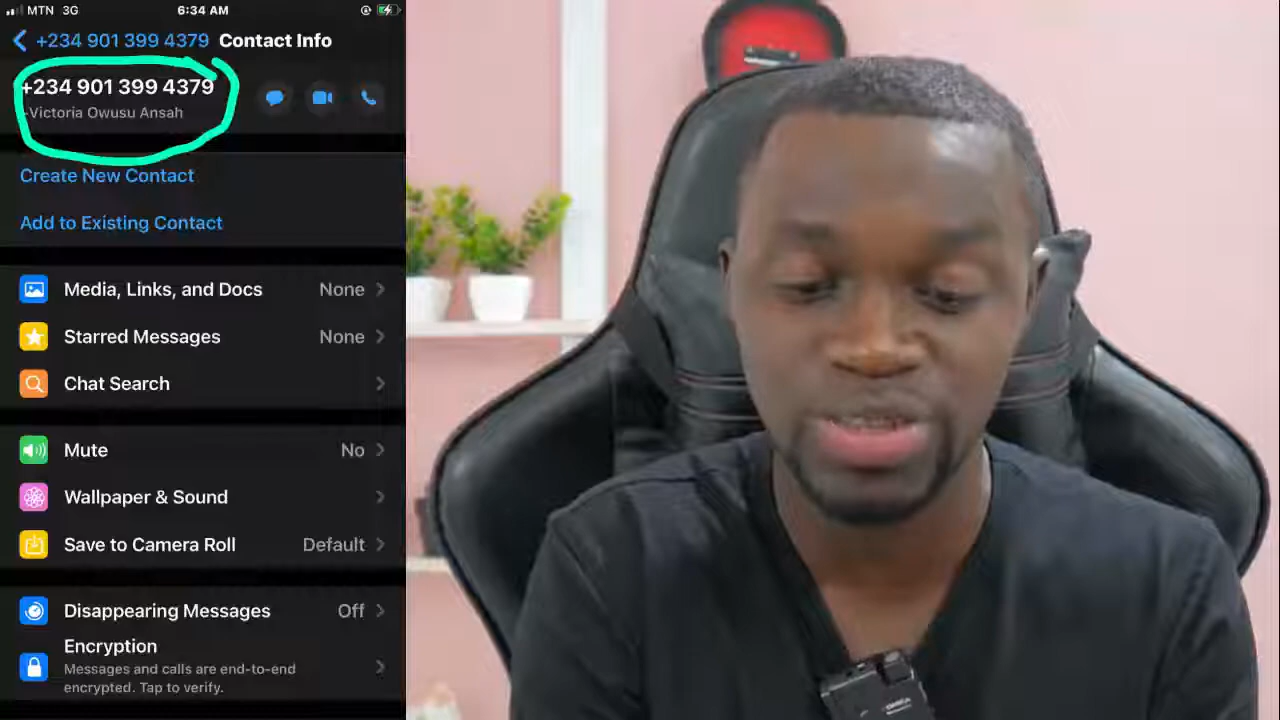 MTN 3G 6:34 AM
+234 901 399 4379 Contact Info
+234 901 399 4379
~Victoria Owusu Ansah
Create New Contact
Add to Existing Contact
Media, Links, and Docs None
Starred Messages None
Chat Search
Mute No
Wallpaper & Sound
Save to Camera Roll Default
Disappearing Messages Off
Encryption
Messages and calls are end-to-end
encrypted. Tap to verify.